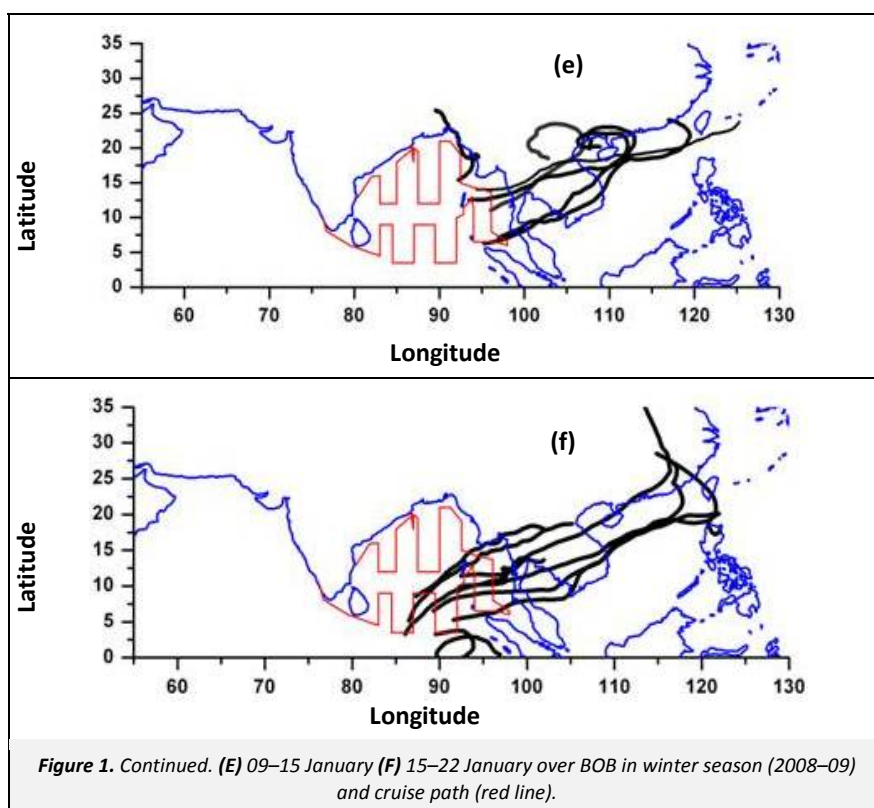 35
30
(e)
25
20
15
10
5
0
Latitude
60 70 80 90 100 110 120 130
Longitude
35
30
(f)
25
20
15
10
5
0
Latitude
60 70 80 90 100 110 120 130
Longitude
Figure 1. Continued. (E) 09–15 January (F) 15–22 January over BOB in winter season (2008–09)
and cruise path (red line).